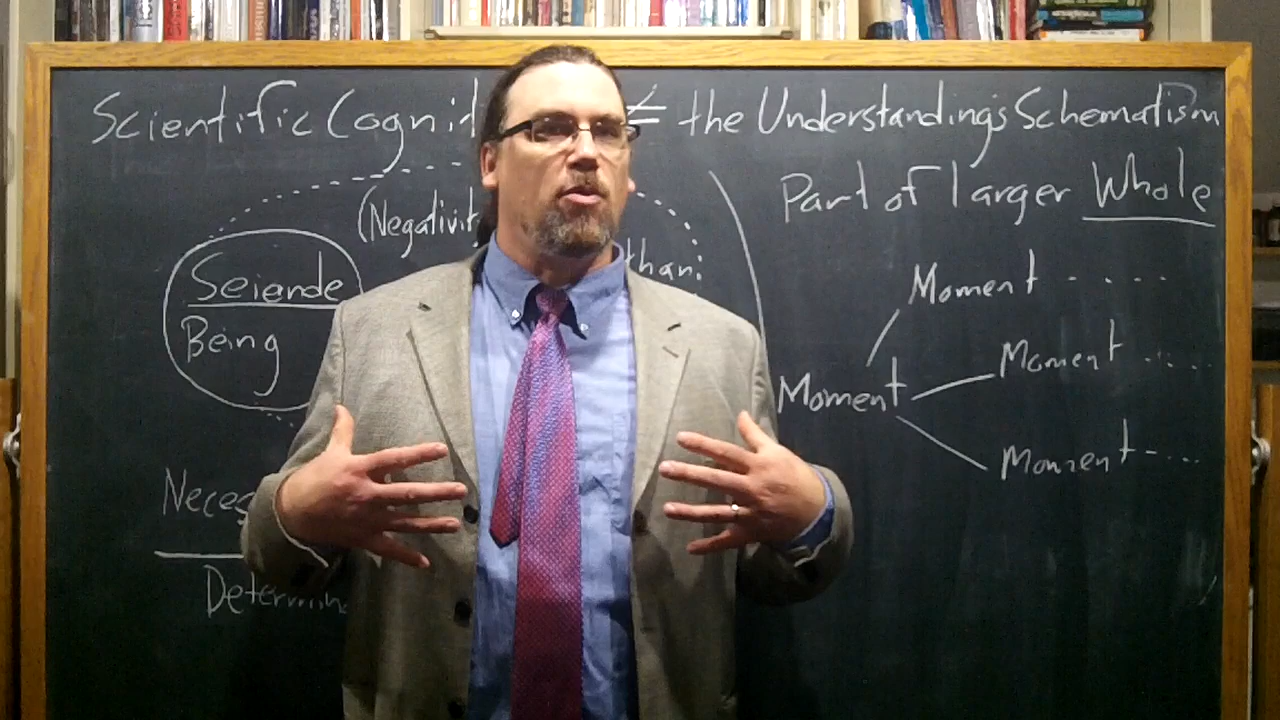 Scientific Cognit ≠ the Understanding's Schematism
Part of larger Whole
(Negativit
than
Seiende
Being
Moment - - - -
Moment ......
Moment
Moment - ...
Neces
Determin